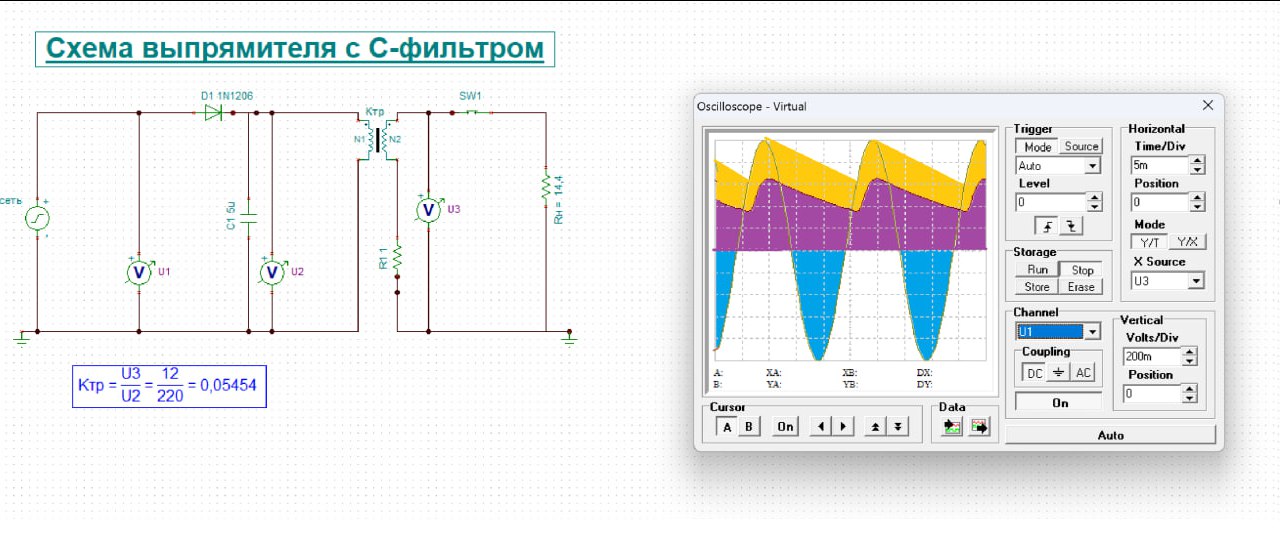 Схема выпрямителя с С-фильтром
D1 1N1206
Ктр
SW1
N1
N2
сеть
C1 5u
U3
Rн = 14,4
R1 1
U1
U2
Ктр = U3/U2 = 12/220 = 0,05454
Oscilloscope - Virtual
Trigger
Mode
Source
Auto
Level
0
Storage
Run
Stop
Store
Erase
Horizontal
Time/Div
5m
Position
0
Mode
Y/T
Y/X
X Source
U3
Channel
U1
Coupling
DC
AC
On
Vertical
Volts/Div
200m
Position
0
Auto
A: XA: XB: DX:
B: YA: YB: DY:
Cursor
A
B
On
Data